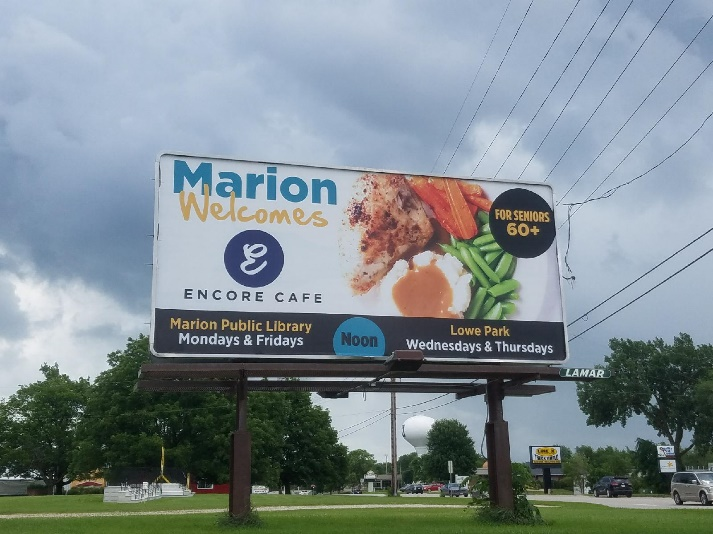 Marion
Welcomes
FOR SENIORS
60+
E
ENCORE CAFE
Marion Public Library
Mondays & Fridays
Noon
Lowe Park
Wednesdays & Thursdays
LAMAR